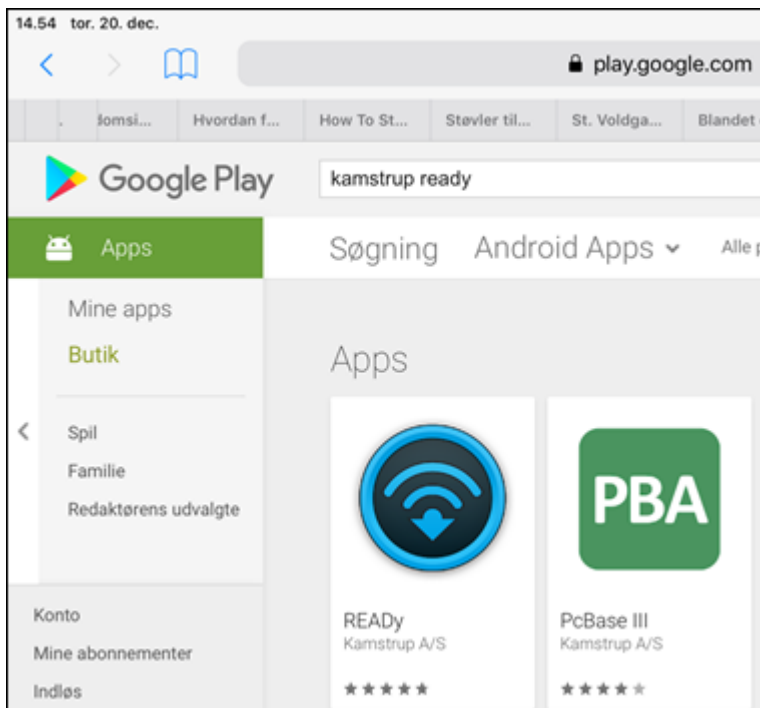 14.54 tor. 20. dec.
play.google.com
. domsi... Hvordan f... How To St... Støvler til... St. Voldga... Blandet
Google Play kamstrup ready
Apps Søgning Android Apps Alle p
Mine apps
Butik
Apps
Spil
Familie
Redaktørens udvalgte
PBA
Konto
READy PcBase III
Kamstrup A/S Kamstrup A/S
Mine abonnementer
Indløs